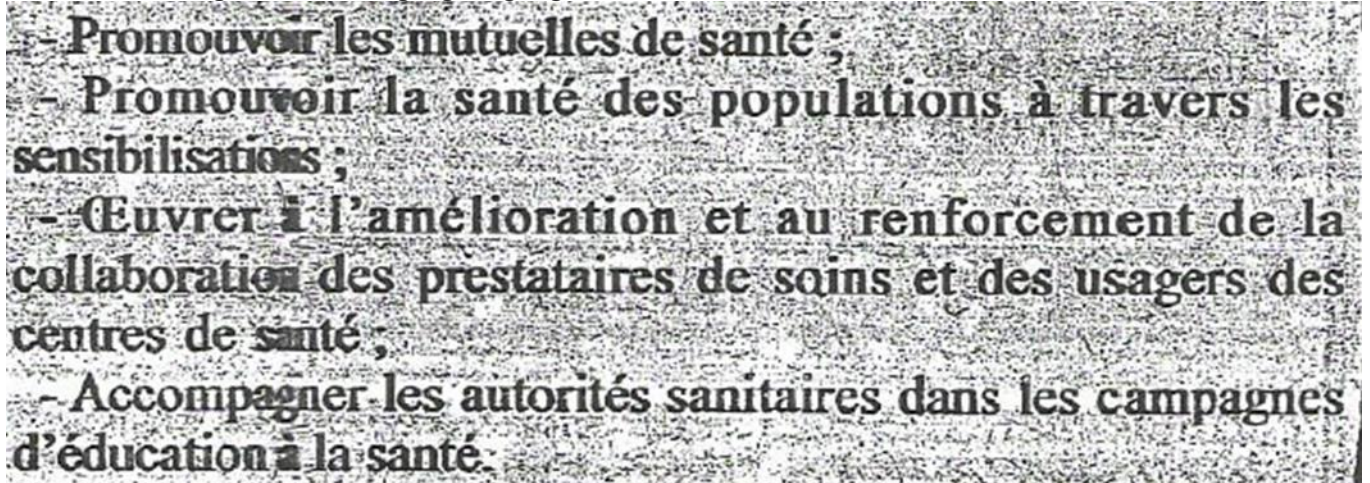 - Promouvoir les mutuelles de santé ;
- Promouvoir la santé des populations à travers les
sensibilisations ;
- Œuvrer à l'amélioration et au renforcement de la
collaboration des prestataires de soins et des usagers des
centres de santé ;
- Accompagner les autorités sanitaires dans les campagnes
d'éducation à la santé.